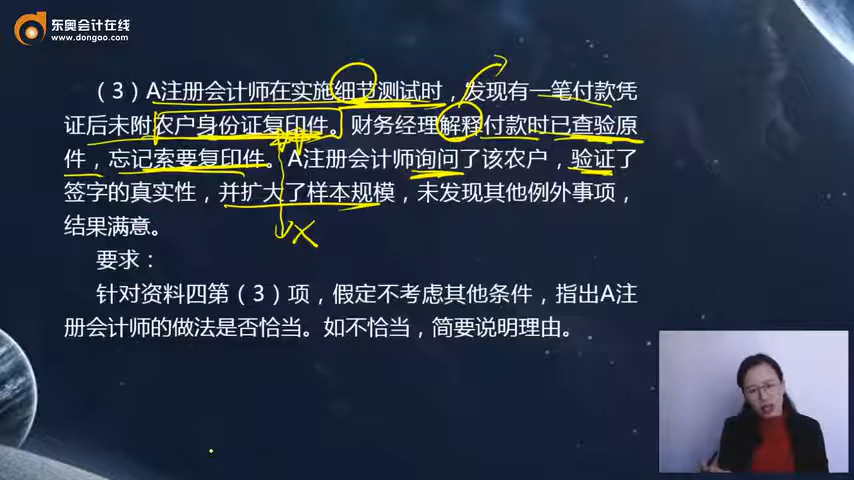 东奥会计在线
www.dongao.com
（3）A注册会计师在实施细节测试时，发现有一笔付款凭
证后未附农户身份证复印件。财务经理解释付款时已查验原
件，忘记索要复印件。A注册会计师询问了该农户，验证了
签字的真实性，并扩大了样本规模，未发现其他例外事项，
结果满意。
要求：
针对资料四第（3）项，假定不考虑其他条件，指出A注
册会计师的做法是否恰当。如不恰当，简要说明理由。